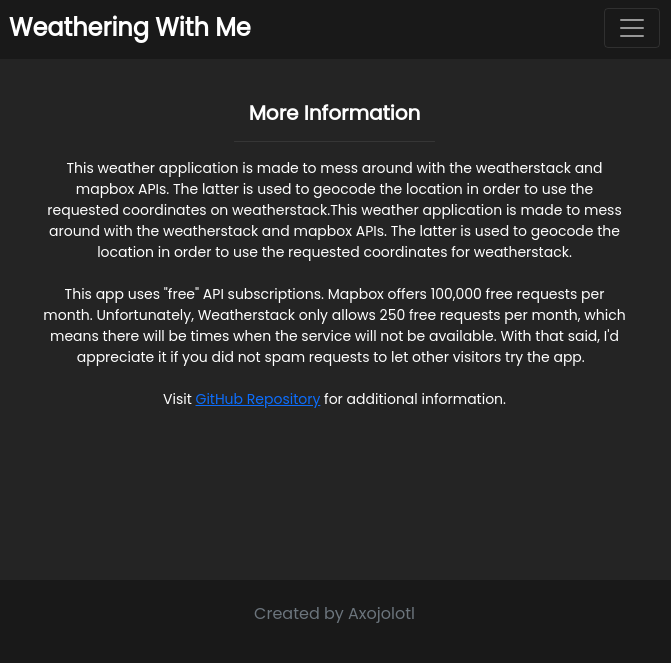 Weathering With Me
More Information
This weather application is made to mess around with the weatherstack and
mapbox APIs. The latter is used to geocode the location in order to use the
requested coordinates on weatherstack.This weather application is made to mess
around with the weatherstack and mapbox APIs. The latter is used to geocode the
location in order to use the requested coordinates for weatherstack.
This app uses "free" API subscriptions. Mapbox offers 100,000 free requests per
month. Unfortunately, Weatherstack only allows 250 free requests per month, which
means there will be times when the service will not be available. With that said, I'd
appreciate it if you did not spam requests to let other visitors try the app.
Visit GitHub Repository for additional information.
Created by Axojolotl